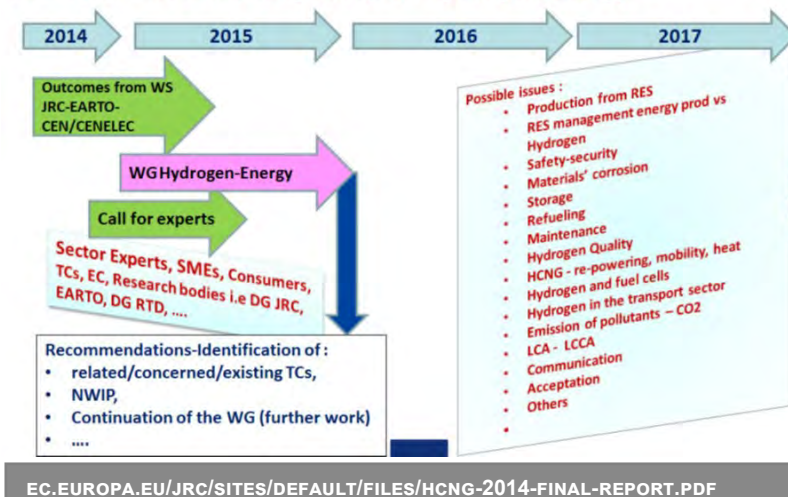 2014
2015
2016
2017
Outcomes from WS
JRC-EARTO-
CEN/CENELEC
WG Hydrogen-Energy
Call for experts
Sector Experts, SMEs, Consumers,
TCs, EC, Research bodies i.e DG JRC,
EARTO, DG RTD, ....
Recommendations-Identification of :
• related/concerned/existing TCs,
• NWIP,
• Continuation of the WG (further work)
• ....
Possible issues :
• Production from RES
• RES management energy prod vs
Hydrogen
• Safety-security
• Materials' corrosion
• Storage
• Refueling
• Maintenance
• Hydrogen Quality
• HCNG - re-powering, mobility, heat
• Hydrogen and fuel cells
• Hydrogen in the transport sector
• Emission of pollutants – CO2
• LCA - LCCA
• Communication
• Acceptation
• Others
•
EC.EUROPA.EU/JRC/SITES/DEFAULT/FILES/HCNG-2014-FINAL-REPORT.PDF